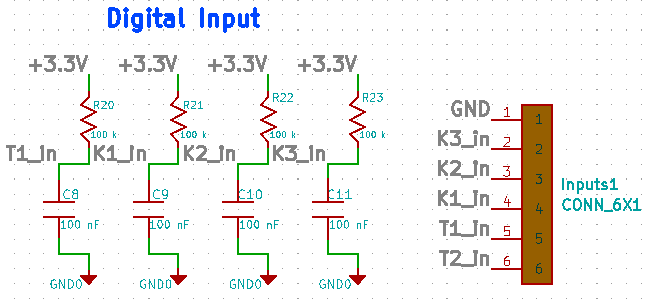 Digital Input
+3.3V +3.3V +3.3V +3.3V
R20 R21 R22 R23
100 k 100 k 100 k 100 k
T1_in K1_in K2_in K3_in
C8 C9 C10 C11
100 nF 100 nF 100 nF 100 nF
GND0 GND0 GND0 GND0
GND 1 1
K3_in 2 2
K2_in 3 3
K1_in 4 4
T1_in 5 5
T2_in 6 6
Inputs1
CONN_6X1